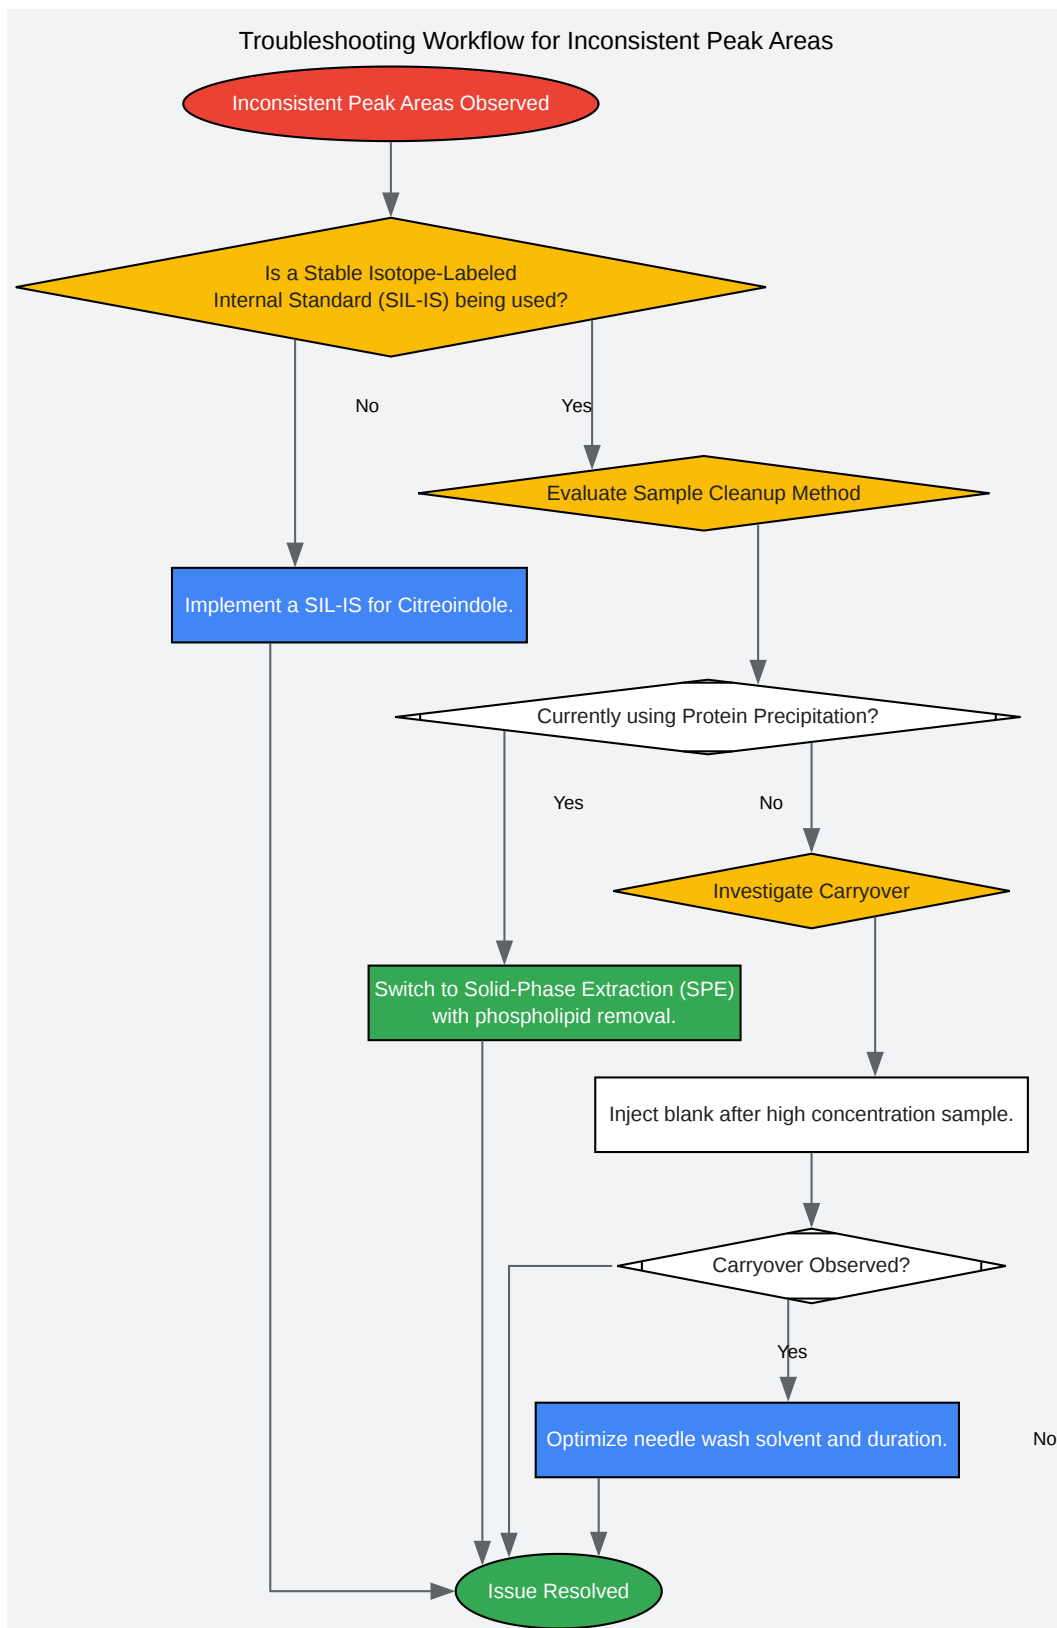 Troubleshooting Workflow for Inconsistent Peak Areas
Inconsistent Peak Areas Observed
Is a Stable Isotope-Labeled
Internal Standard (SIL-IS) being used?
No
Yes
Evaluate Sample Cleanup Method
Implement a SIL-IS for Citreoindole.
Currently using Protein Precipitation?
Yes
No
Investigate Carryover
Switch to Solid-Phase Extraction (SPE)
with phospholipid removal.
Inject blank after high concentration sample.
Carryover Observed?
Yes
Optimize needle wash solvent and duration.
No
Issue Resolved